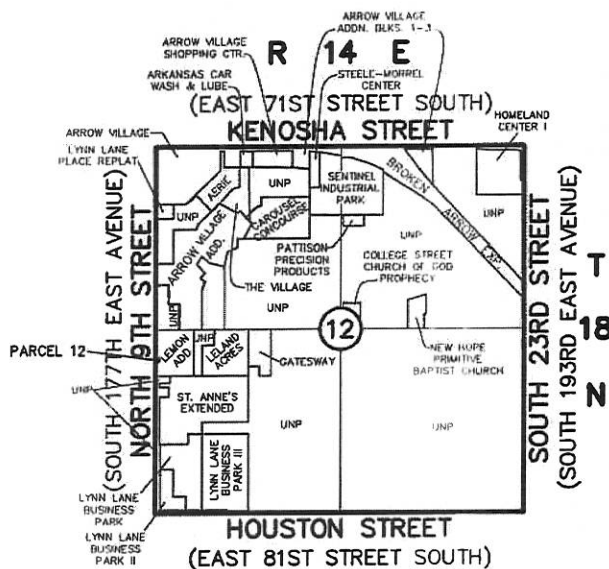 ARROW VILLAGE
ADDN. BLKS. 1-3
ARROW VILLAGE
SHOPPING CTR.
R 14 E
ARKANSAS CAR
WASH & LUBE
STEELE-MORREL
CENTER
(EAST 71ST STREET SOUTH)
KENOSHA STREET
HOMELAND
CENTER I
ARROW VILLAGE
LYNN LANE
PLACE REPLAT
AERIE
UNP
SENTINEL
INDUSTRIAL
PARK
BROKEN ARROW EXP.
UNP
UNP
CAROUSEL
CONCOURSE
ARROW VILLAGE
ADD.
PATTISON
PRECISION
PRODUCTS
UNP
COLLEGE STREET
CHURCH OF GOD
PROPHECY
THE VILLAGE
UNP
UNP
12
PARCEL 12
LEMON
ADD
UNP
LELAND
ACRES
GATESWAY
NEW HOPE
PRIMITIVE
BAPTIST CHURCH
UNP
ST. ANNE'S
EXTENDED
UNP
UNP
UNP
LYNN LANE
BUSINESS
PARK III
LYNN LANE
BUSINESS
PARK
LYNN LANE
BUSINESS
PARK II
NORTH 9TH STREET
(SOUTH 177TH EAST AVENUE)
SOUTH 23RD STREET
(SOUTH 193RD EAST AVENUE)
T
18
N
HOUSTON STREET
(EAST 81ST STREET SOUTH)